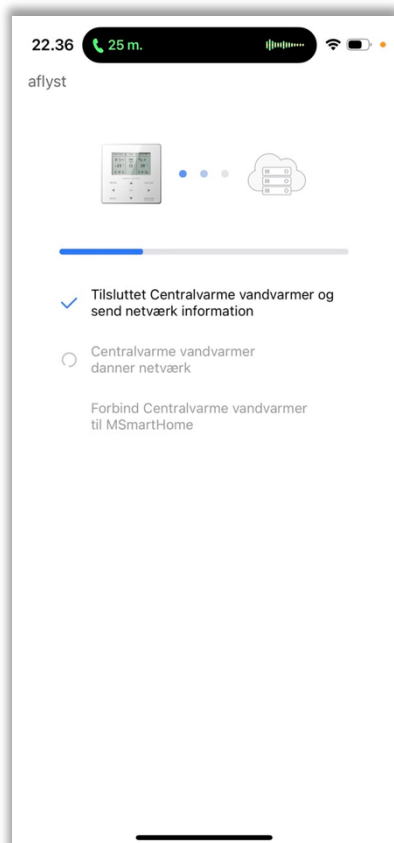 22.36
25 m.
aflyst
Tilsluttet Centralvarme vandvarmer og
send netværk information
Centralvarme vandvarmer
danner netværk
Forbind Centralvarme vandvarmer
til MSmartHome